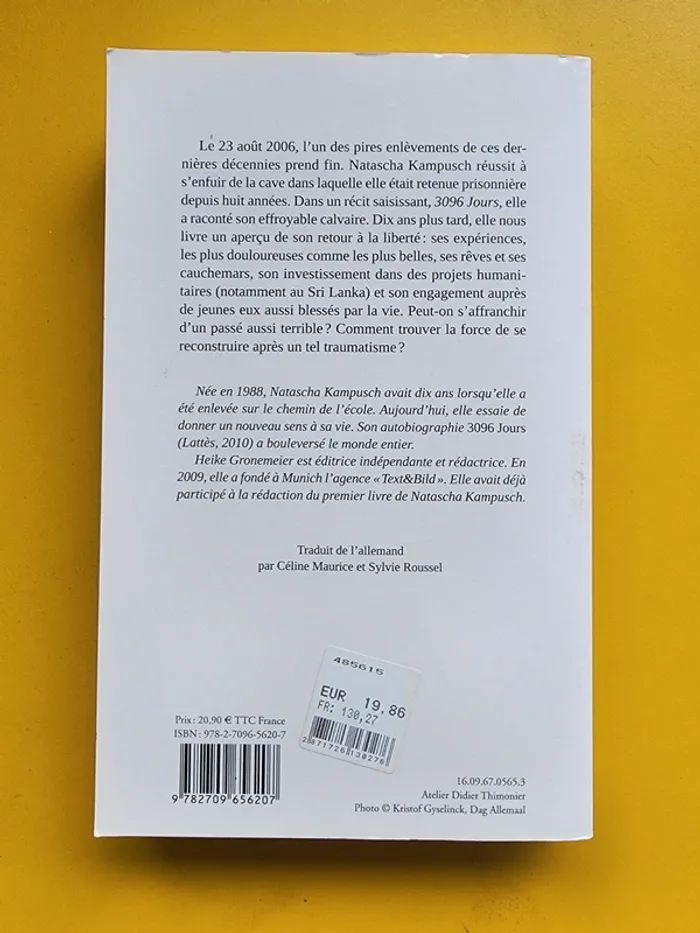 Le 23 août 2006, l'un des pires enlèvements de ces der-
nières décennies prend fin. Natascha Kampusch réussit à
s'enfuir de la cave dans laquelle elle était retenue prisonnière
depuis huit années. Dans un récit saisissant, 3096 Jours, elle
a raconté son effroyable calvaire. Dix ans plus tard, elle nous
livre un aperçu de son retour à la liberté : ses expériences,
les plus douloureuses comme les plus belles, ses rêves et ses
cauchemars, son investissement dans des projets humani-
taires (notamment au Sri Lanka) et son engagement auprès
de jeunes eux aussi blessés par la vie. Peut-on s'affranchir
d'un passé aussi terrible ? Comment trouver la force de se
reconstruire après un tel traumatisme ?
Née en 1988, Natascha Kampusch avait dix ans lorsqu'elle a
été enlevée sur le chemin de l'école. Aujourd'hui, elle essaie de
donner un nouveau sens à sa vie. Son autobiographie 3096 Jours
(Lattès, 2010) a bouleversé le monde entier.
Heike Gronemeier est éditrice indépendante et rédactrice. En
2009, elle a fondé à Munich l'agence « Text&Bild ». Elle avait déjà
participé à la rédaction du premier livre de Natascha Kampusch.
Traduit de l'allemand
par Céline Maurice et Sylvie Roussel
485615
EUR 19,86
FR: 130,27
2871726130276
Prix : 20,90 € TTC France
ISBN : 978-2-7096-5620-7
9 782709 656207
16.09.67.0565.3
Atelier Didier Thimonier
Photo © Kristof Gyselinck, Dag Allemaal